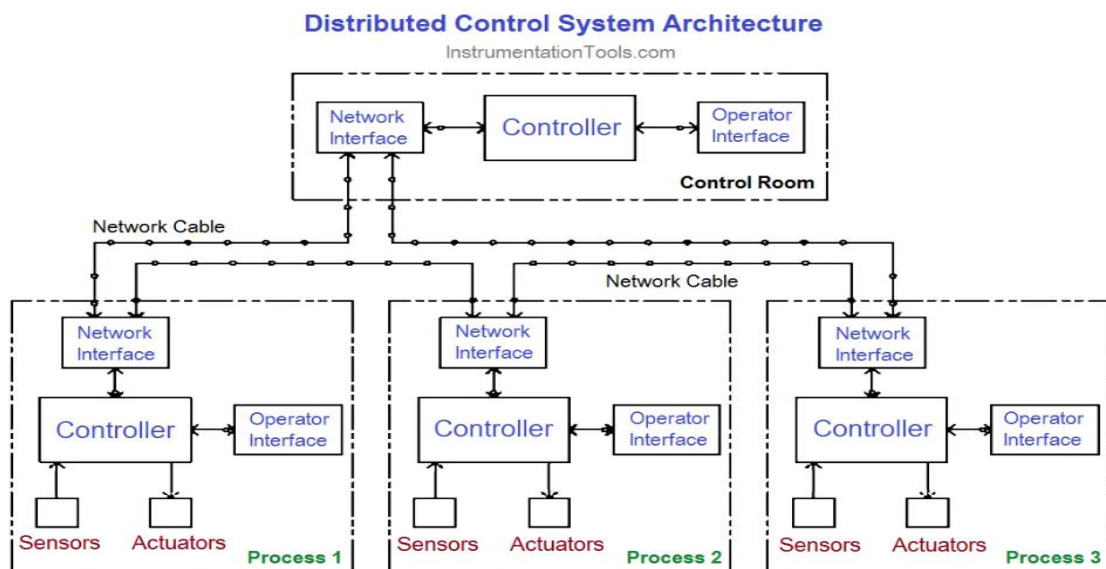 Distributed Control System Architecture
InstrumentationTools.com
Network
Interface
Controller
Operator
Interface
Control Room
Network Cable
Network Cable
Network
Interface
Controller
Operator
Interface
Sensors
Actuators
Process 1
Network
Interface
Controller
Operator
Interface
Sensors
Actuators
Process 2
Network
Interface
Controller
Operator
Interface
Sensors
Actuators
Process 3